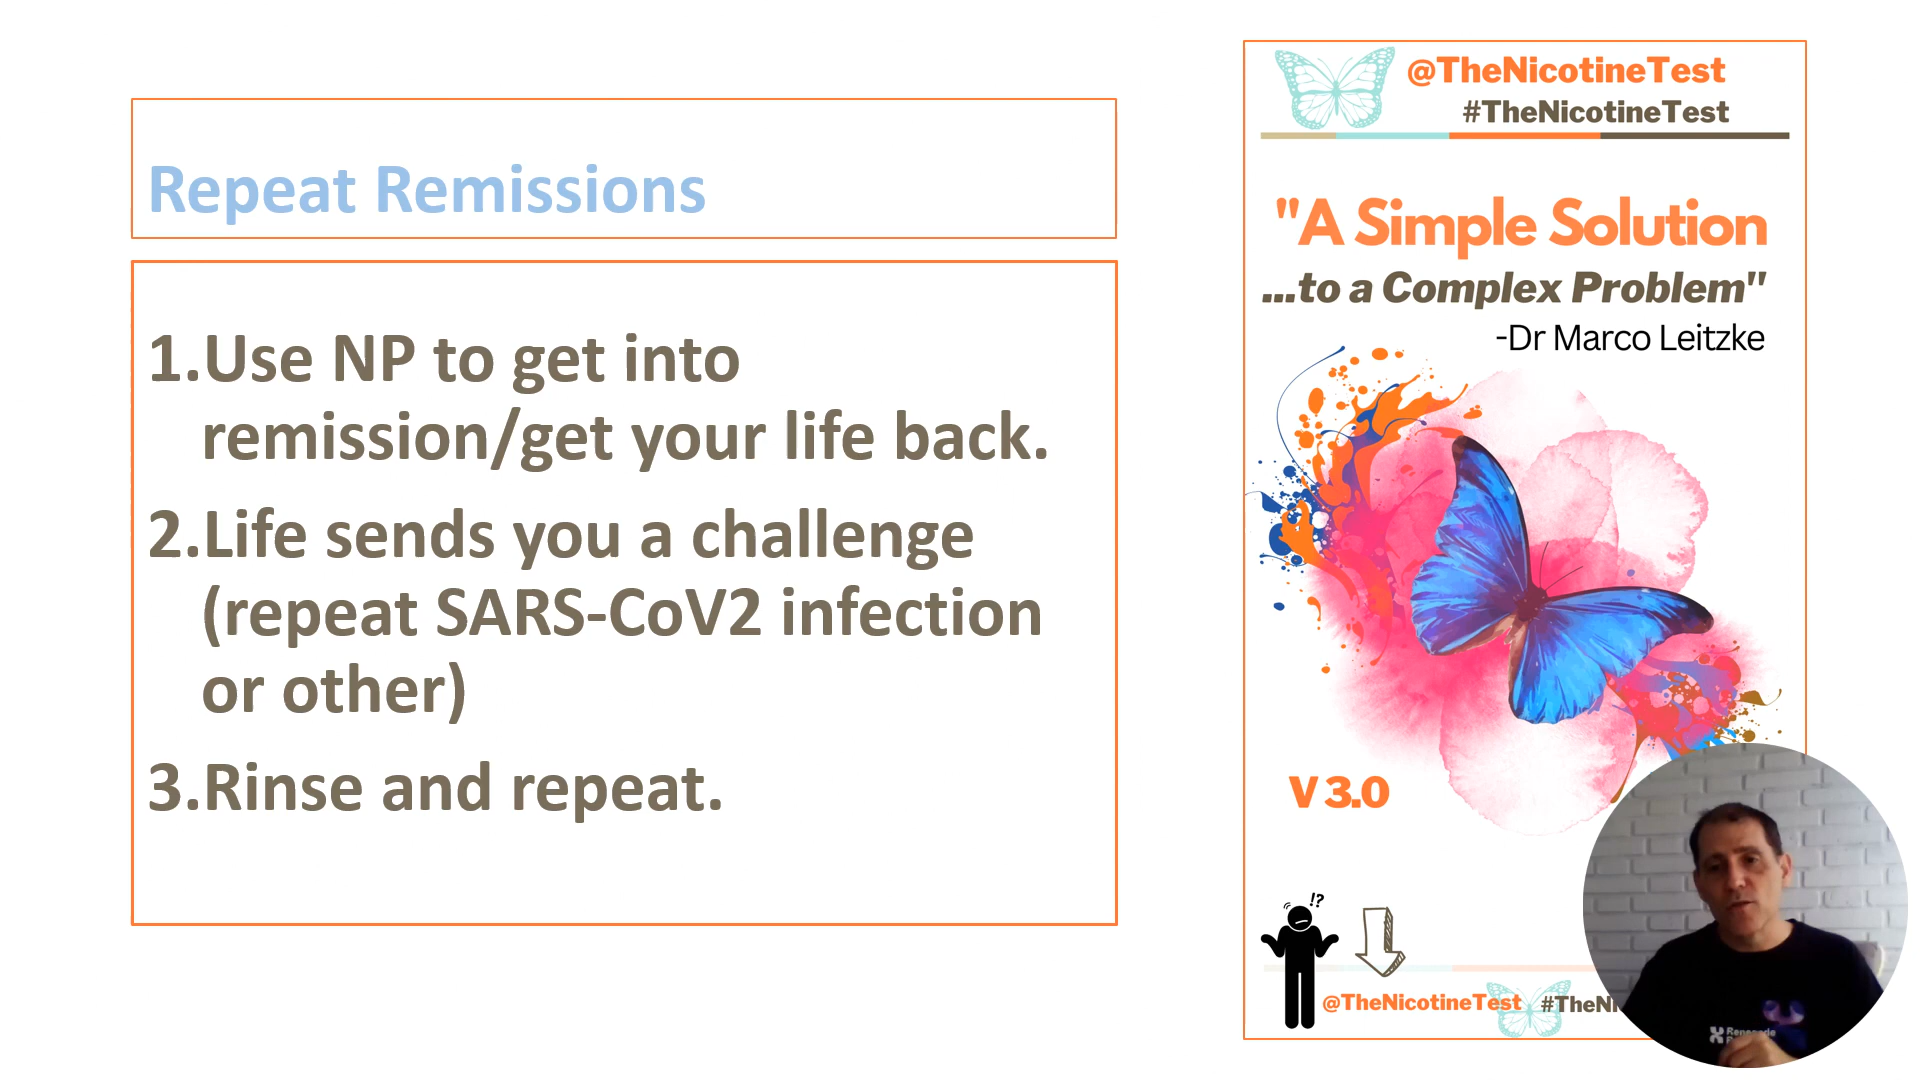 Repeat Remissions
1.Use NP to get into
remission/get your life back.
2.Life sends you a challenge
(repeat SARS-CoV2 infection
or other)
3.Rinse and repeat.
@TheNicotineTest
#TheNicotineTest
"A Simple Solution
...to a Complex Problem"
-Dr Marco Leitzke
V 3.0
!?
@TheNicotineTest #TheNi